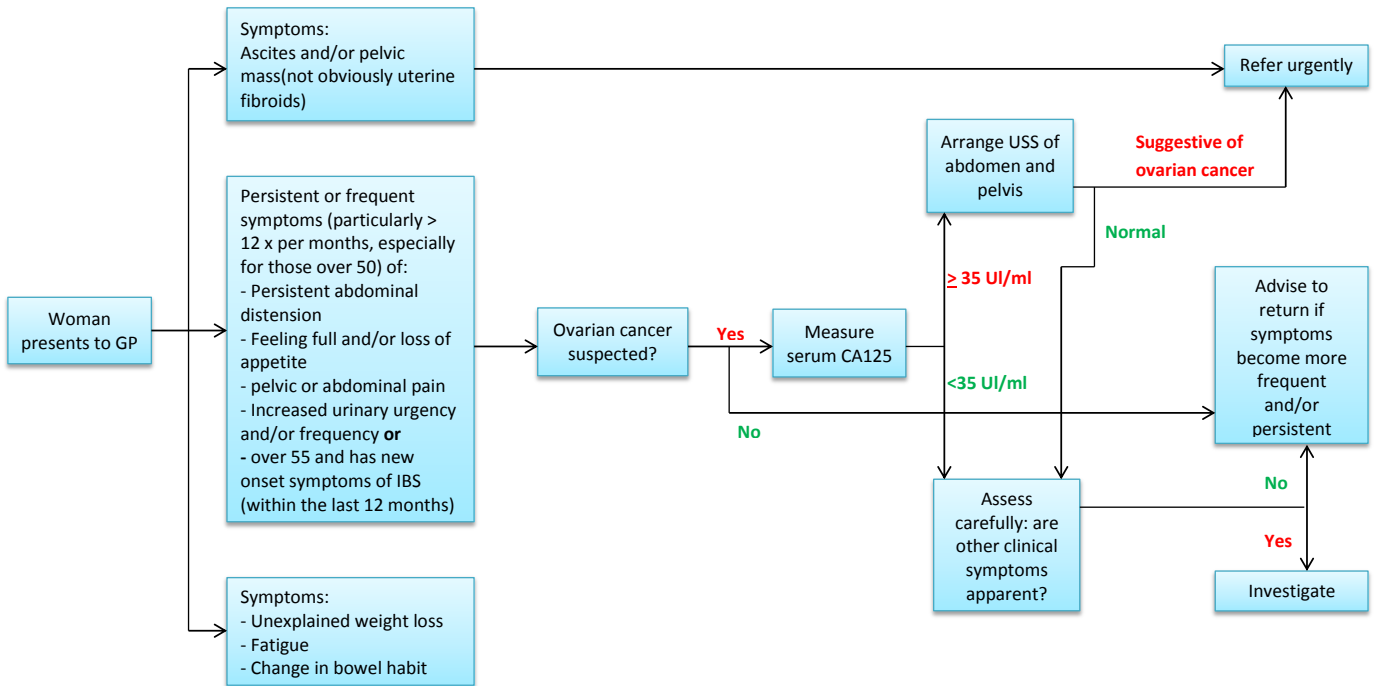 Symptoms:
Ascites and/or pelvic
mass(not obviously uterine
fibroids)
Refer urgently
Arrange USS of
abdomen and
pelvis
Suggestive of
ovarian cancer
Normal
Persistent or frequent
symptoms (particularly >
12 x per months, especially
for those over 50) of:
- Persistent abdominal
distension
- Feeling full and/or loss of
appetite
- pelvic or abdominal pain
- Increased urinary urgency
and/or frequency or
- over 55 and has new
onset symptoms of IBS
(within the last 12 months)
Woman
presents to GP
Ovarian cancer
suspected?
Yes
No
Measure
serum CA125
≥ 35 Ul/ml
<35 Ul/ml
Advise to
return if
symptoms
become more
frequent
and/or
persistent
Assess
carefully: are
other clinical
symptoms
apparent?
No
Yes
Investigate
Symptoms:
- Unexplained weight loss
- Fatigue
- Change in bowel habit